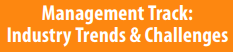 Management Track:
Industry Trends & Challenges